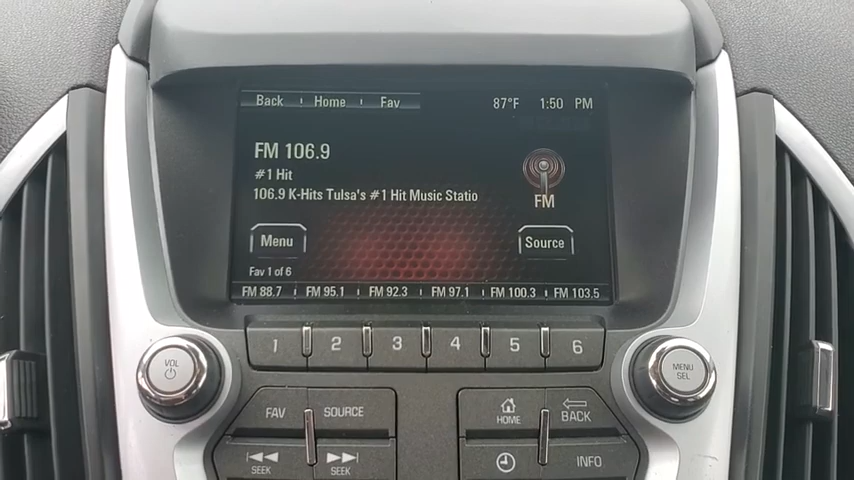 Back Home Fav 87°F 1:50 PM
FM 106.9
#1 Hit
106.9 K-Hits Tulsa's #1 Hit Music Statio
FM
Menu Source
Fav 1 of 6
FM 88.7 FM 95.1 FM 92.3 FM 97.1 FM 100.3 FM 103.5
1 2 3 4 5 6
VOL
MENU
SEL
FAV SOURCE
HOME BACK
SEEK SEEK
INFO